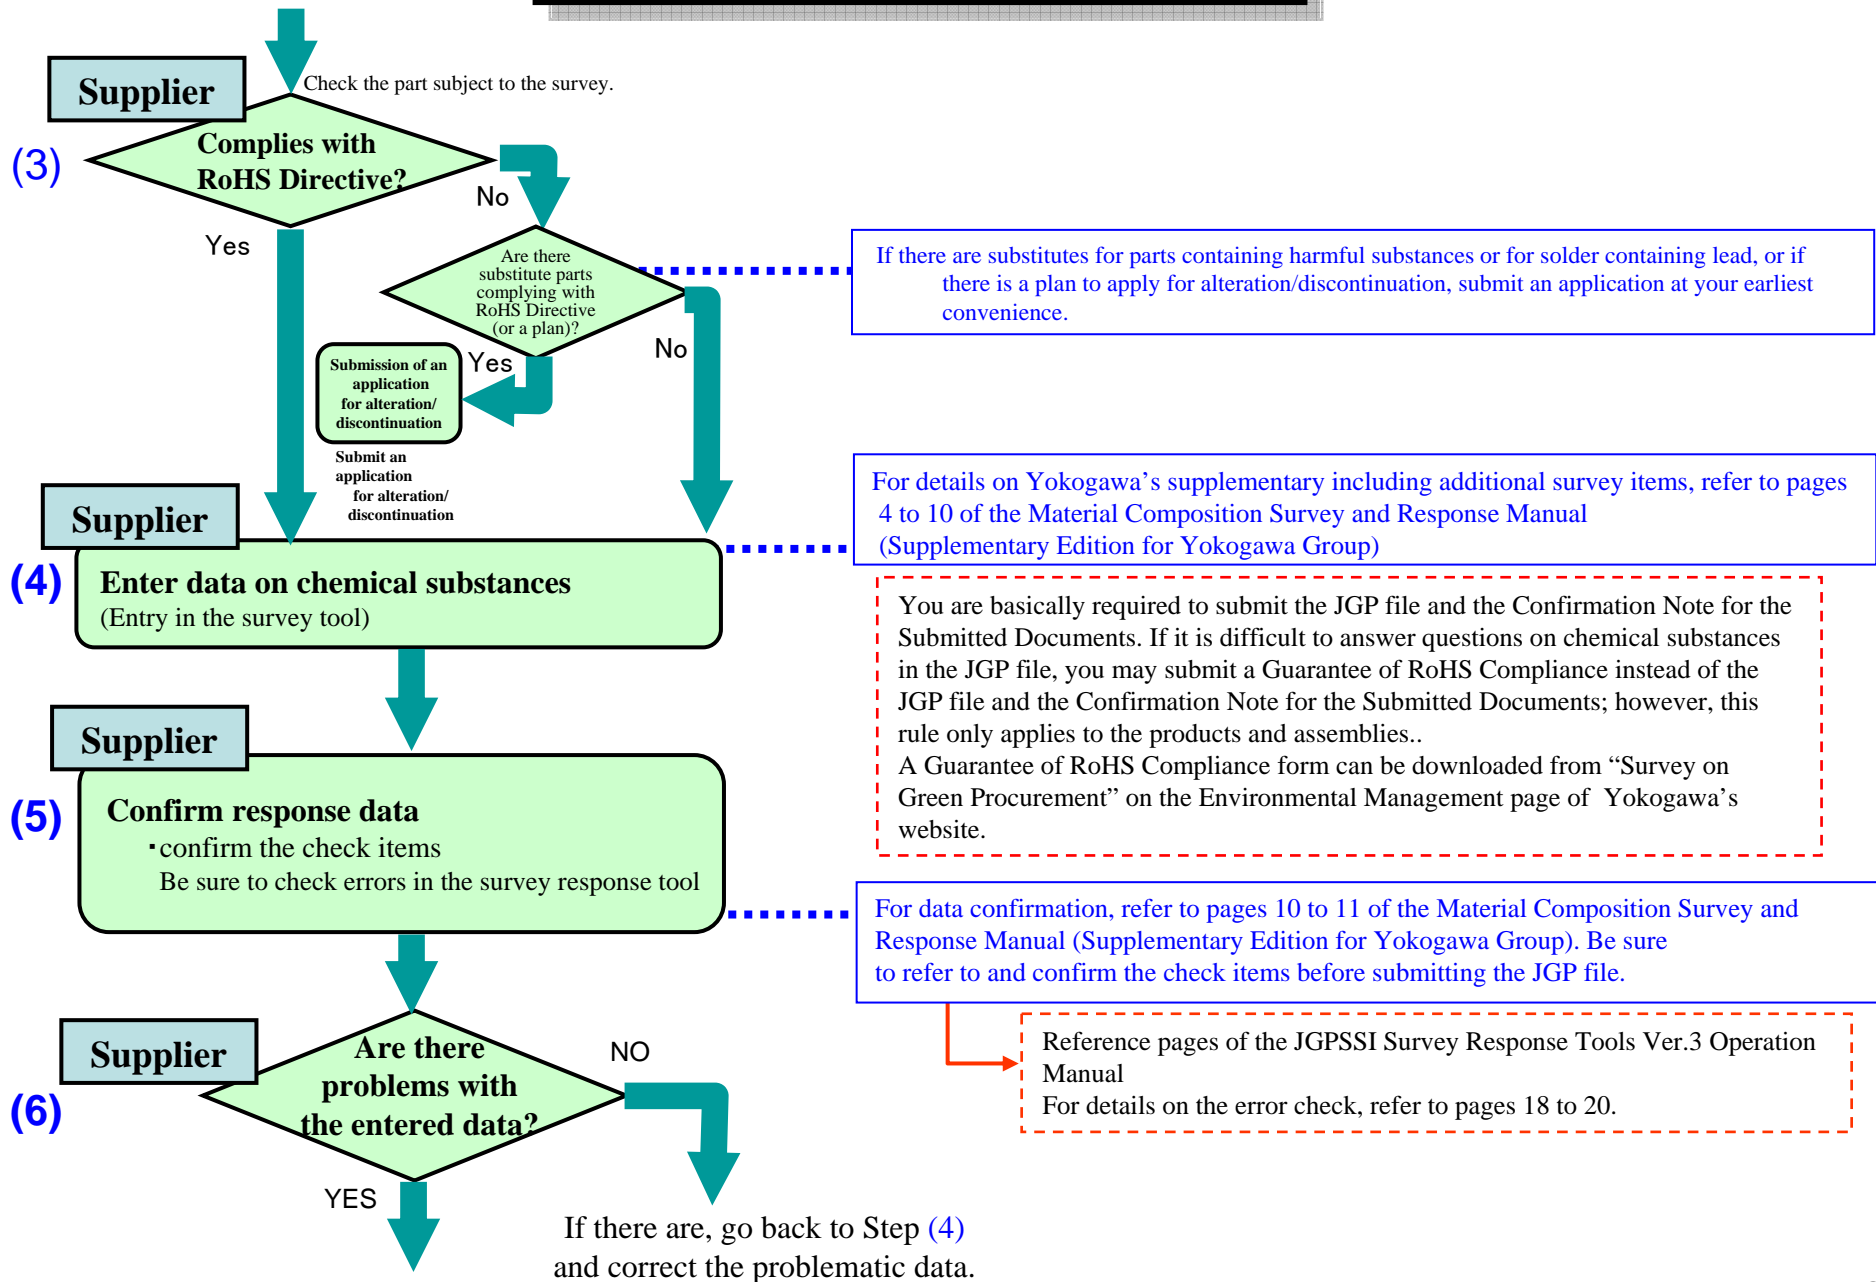 Supplier
Check the part subject to the survey.
(3)
Complies with
RoHS Directive?
No
Yes
Are there
substitute parts
complying with
RoHS Directive
(or a plan)?
If there are substitutes for parts containing harmful substances or for solder containing lead, or if
there is a plan to apply for alteration/discontinuation, submit an application at your earliest
convenience.
No
Yes
Submission of an
application
for alteration/
discontinuation
Submit an
application
for alteration/
discontinuation
Supplier
(4)
Enter data on chemical substances
(Entry in the survey tool)
For details on Yokogawa’s supplementary including additional survey items, refer to pages
4 to 10 of the Material Composition Survey and Response Manual
(Supplementary Edition for Yokogawa Group)
You are basically required to submit the JGP file and the Confirmation Note for the
Submitted Documents. If it is difficult to answer questions on chemical substances
in the JGP file, you may submit a Guarantee of RoHS Compliance instead of the
JGP file and the Confirmation Note for the Submitted Documents; however, this
rule only applies to the products and assemblies..
A Guarantee of RoHS Compliance form can be downloaded from “Survey on
Green Procurement” on the Environmental Management page of Yokogawa’s
website.
Supplier
(5)
Confirm response data
・confirm the check items
Be sure to check errors in the survey response tool
For data confirmation, refer to pages 10 to 11 of the Material Composition Survey and
Response Manual (Supplementary Edition for Yokogawa Group). Be sure
to refer to and confirm the check items before submitting the JGP file.
Reference pages of the JGPSSI Survey Response Tools Ver.3 Operation
Manual
For details on the error check, refer to pages 18 to 20.
Supplier
(6)
Are there
problems with
the entered data?
NO
YES
If there are, go back to Step (4)
and correct the problematic data.